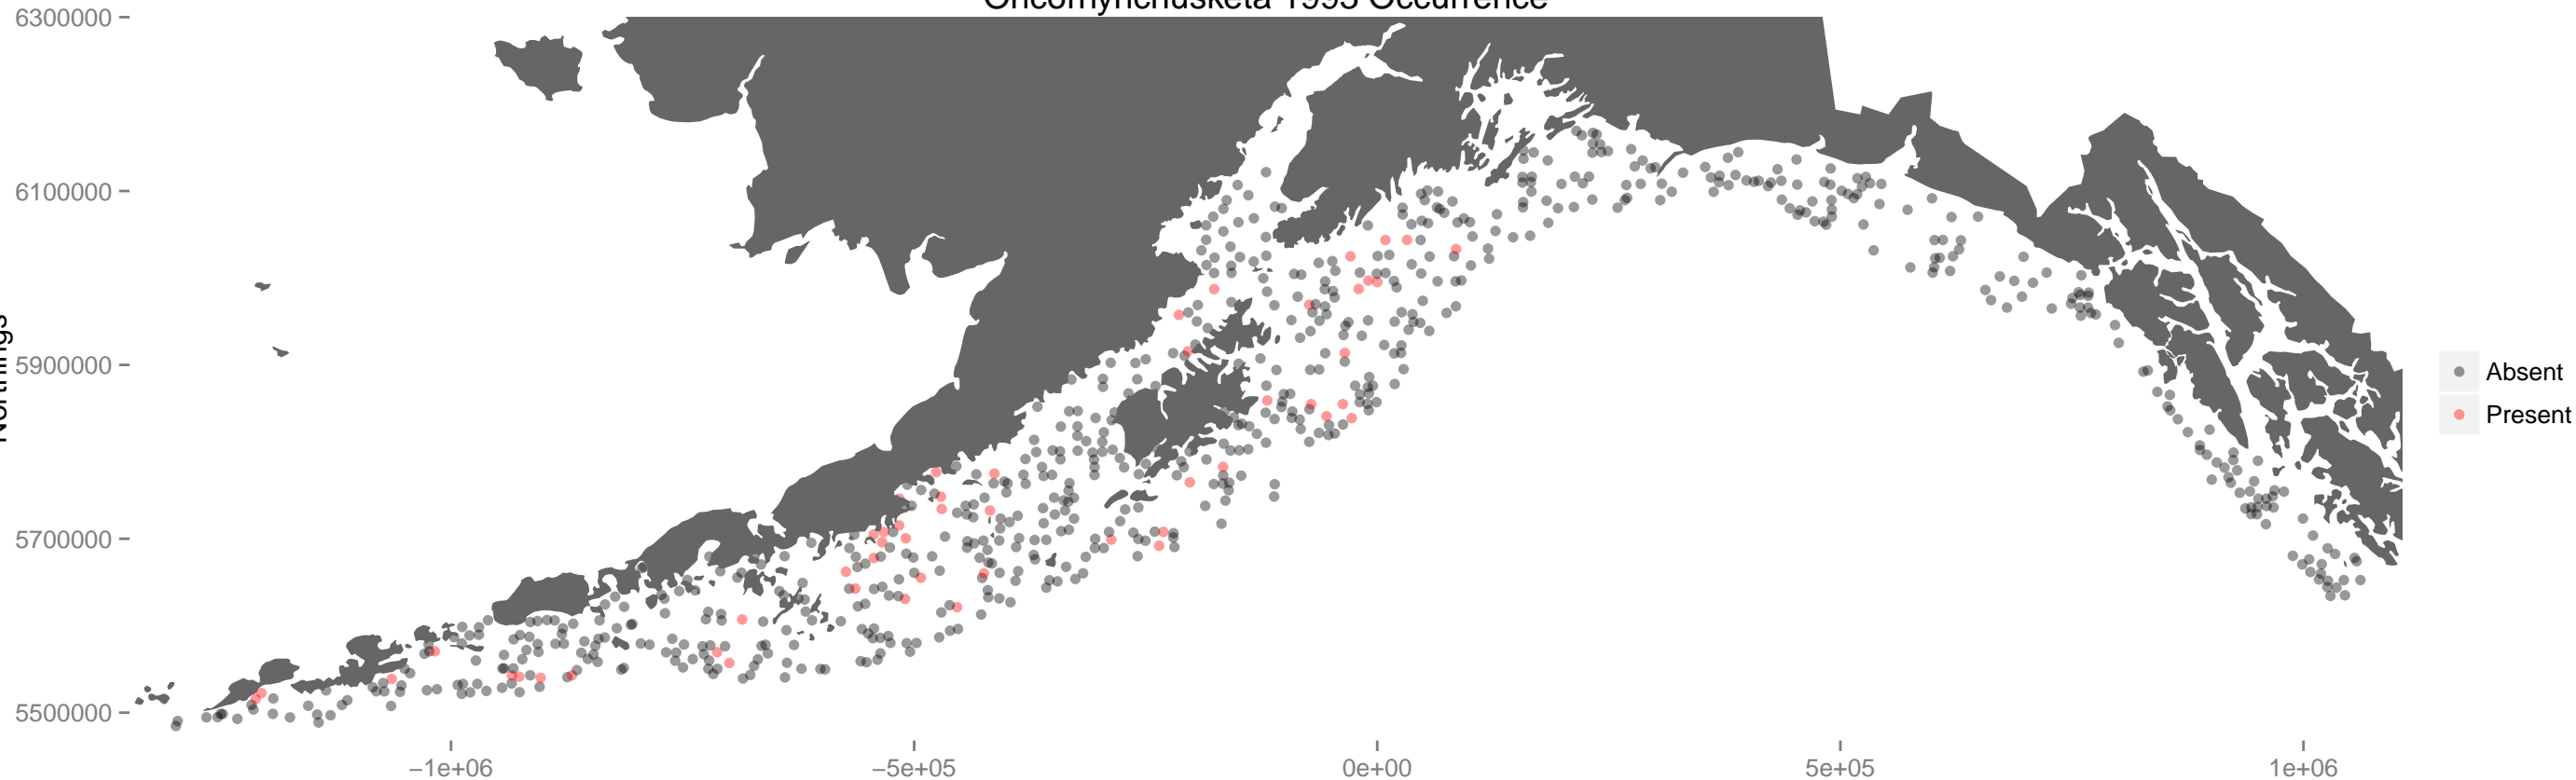 Oncorhynchusketa 1993 Occurrence
6300000
6100000
5900000
5700000
5500000
Northings
−1e+06
−5e+05
0e+00
5e+05
1e+06
Absent
Present